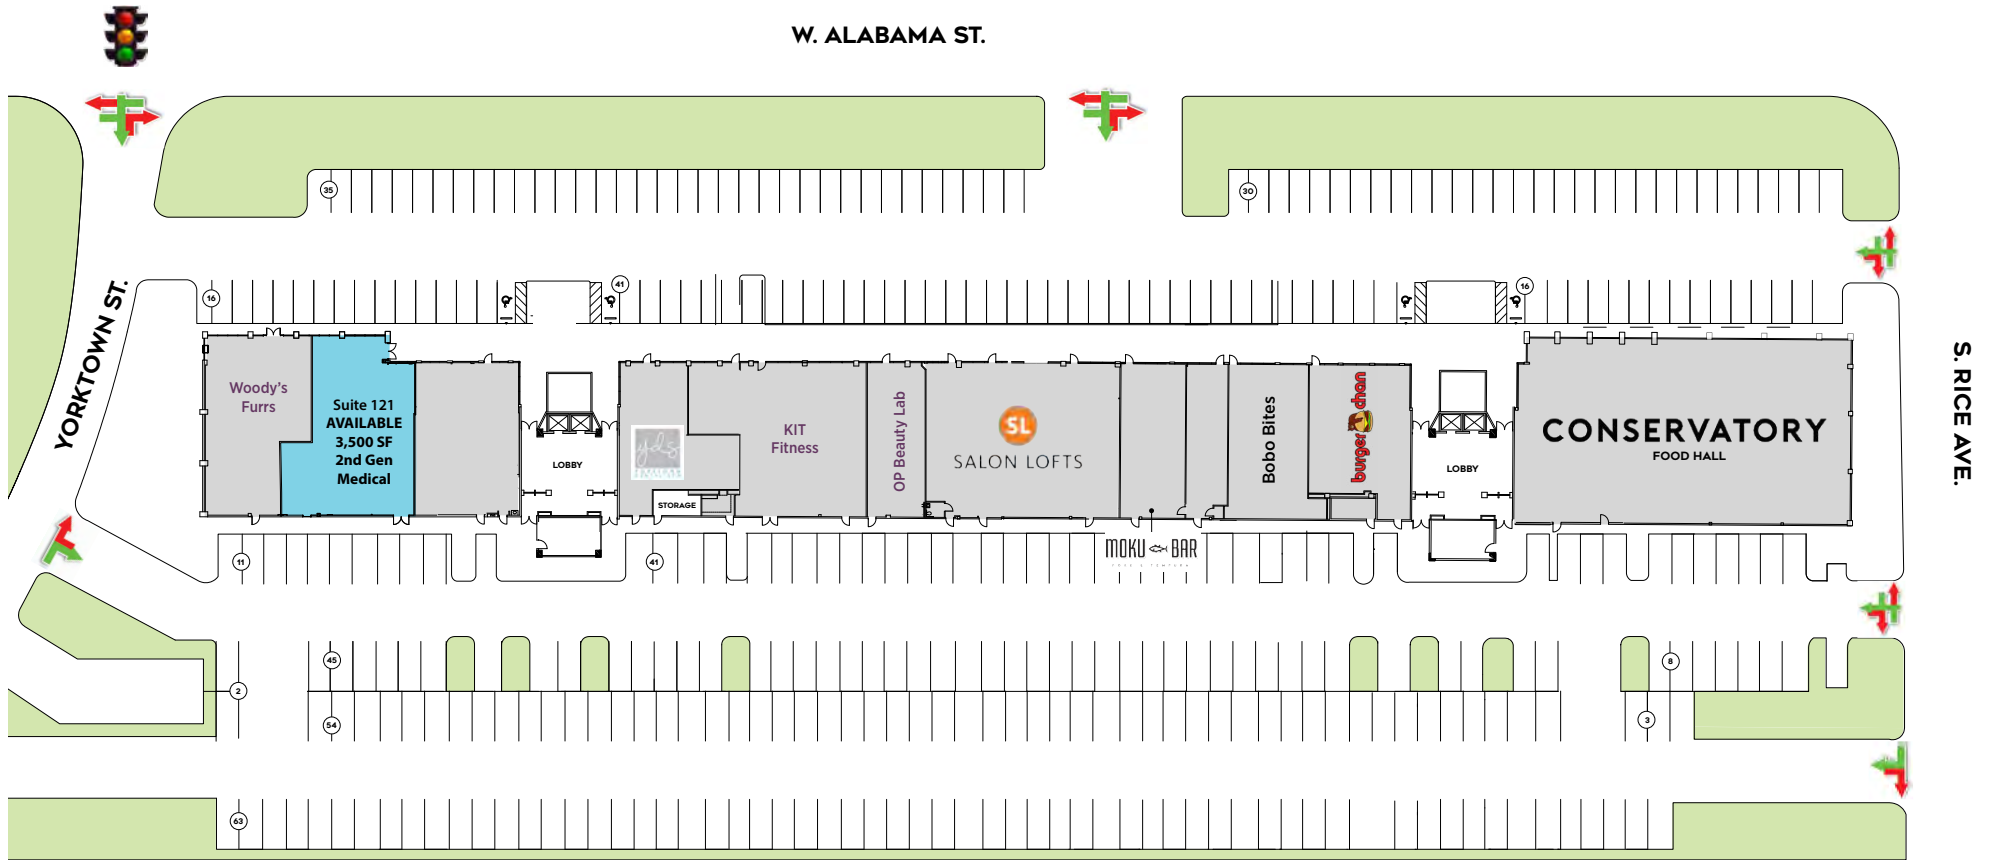 W. ALABAMA ST.
35
30
YORKTOWN ST.
16
41
16
S. RICE AVE.
Woody's
Furrs
Suite 121
AVAILABLE
3,500 SF
2nd Gen
Medical
LOBBY
yds
STORAGE
KIT
Fitness
OP Beauty Lab
SL
SALON LOFTS
MOKU BAR
Bobo Bites
burger chan
LOBBY
CONSERVATORY
FOOD HALL
11
41
45
8
2
54
3
63